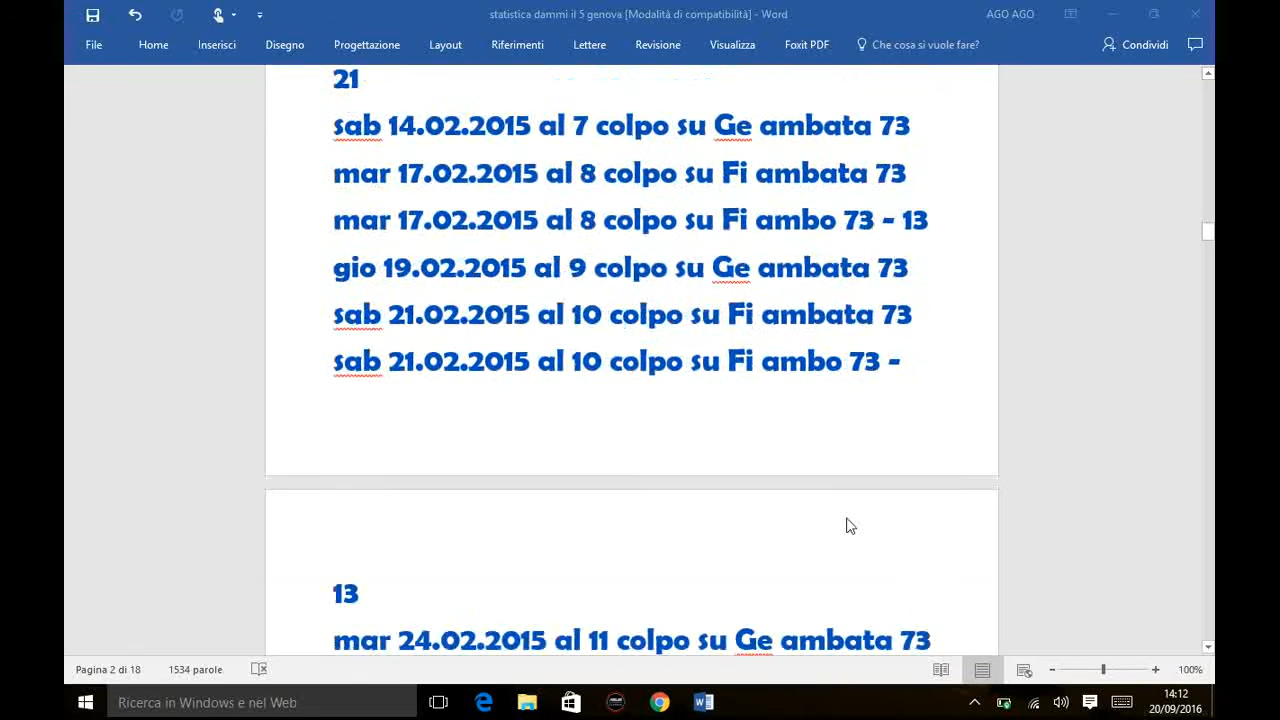 statistica dammi il 5 genova [Modalità di compatibilità] - Word
AGO AGO
File Home Inserisci Disegno Progettazione Layout Riferimenti Lettere Revisione Visualizza Foxit PDF Che cosa si vuole fare? Condividi
21
sab 14.02.2015 al 7 colpo su Ge ambata 73
mar 17.02.2015 al 8 colpo su Fi ambata 73
mar 17.02.2015 al 8 colpo su Fi ambo 73 - 13
gio 19.02.2015 al 9 colpo su Ge ambata 73
sab 21.02.2015 al 10 colpo su Fi ambata 73
sab 21.02.2015 al 10 colpo su Fi ambo 73 -
13
mar 24.02.2015 al 11 colpo su Ge ambata 73
Pagina 2 di 18 1534 parole 100%
Ricerca in Windows e nel Web
14:12
20/09/2016